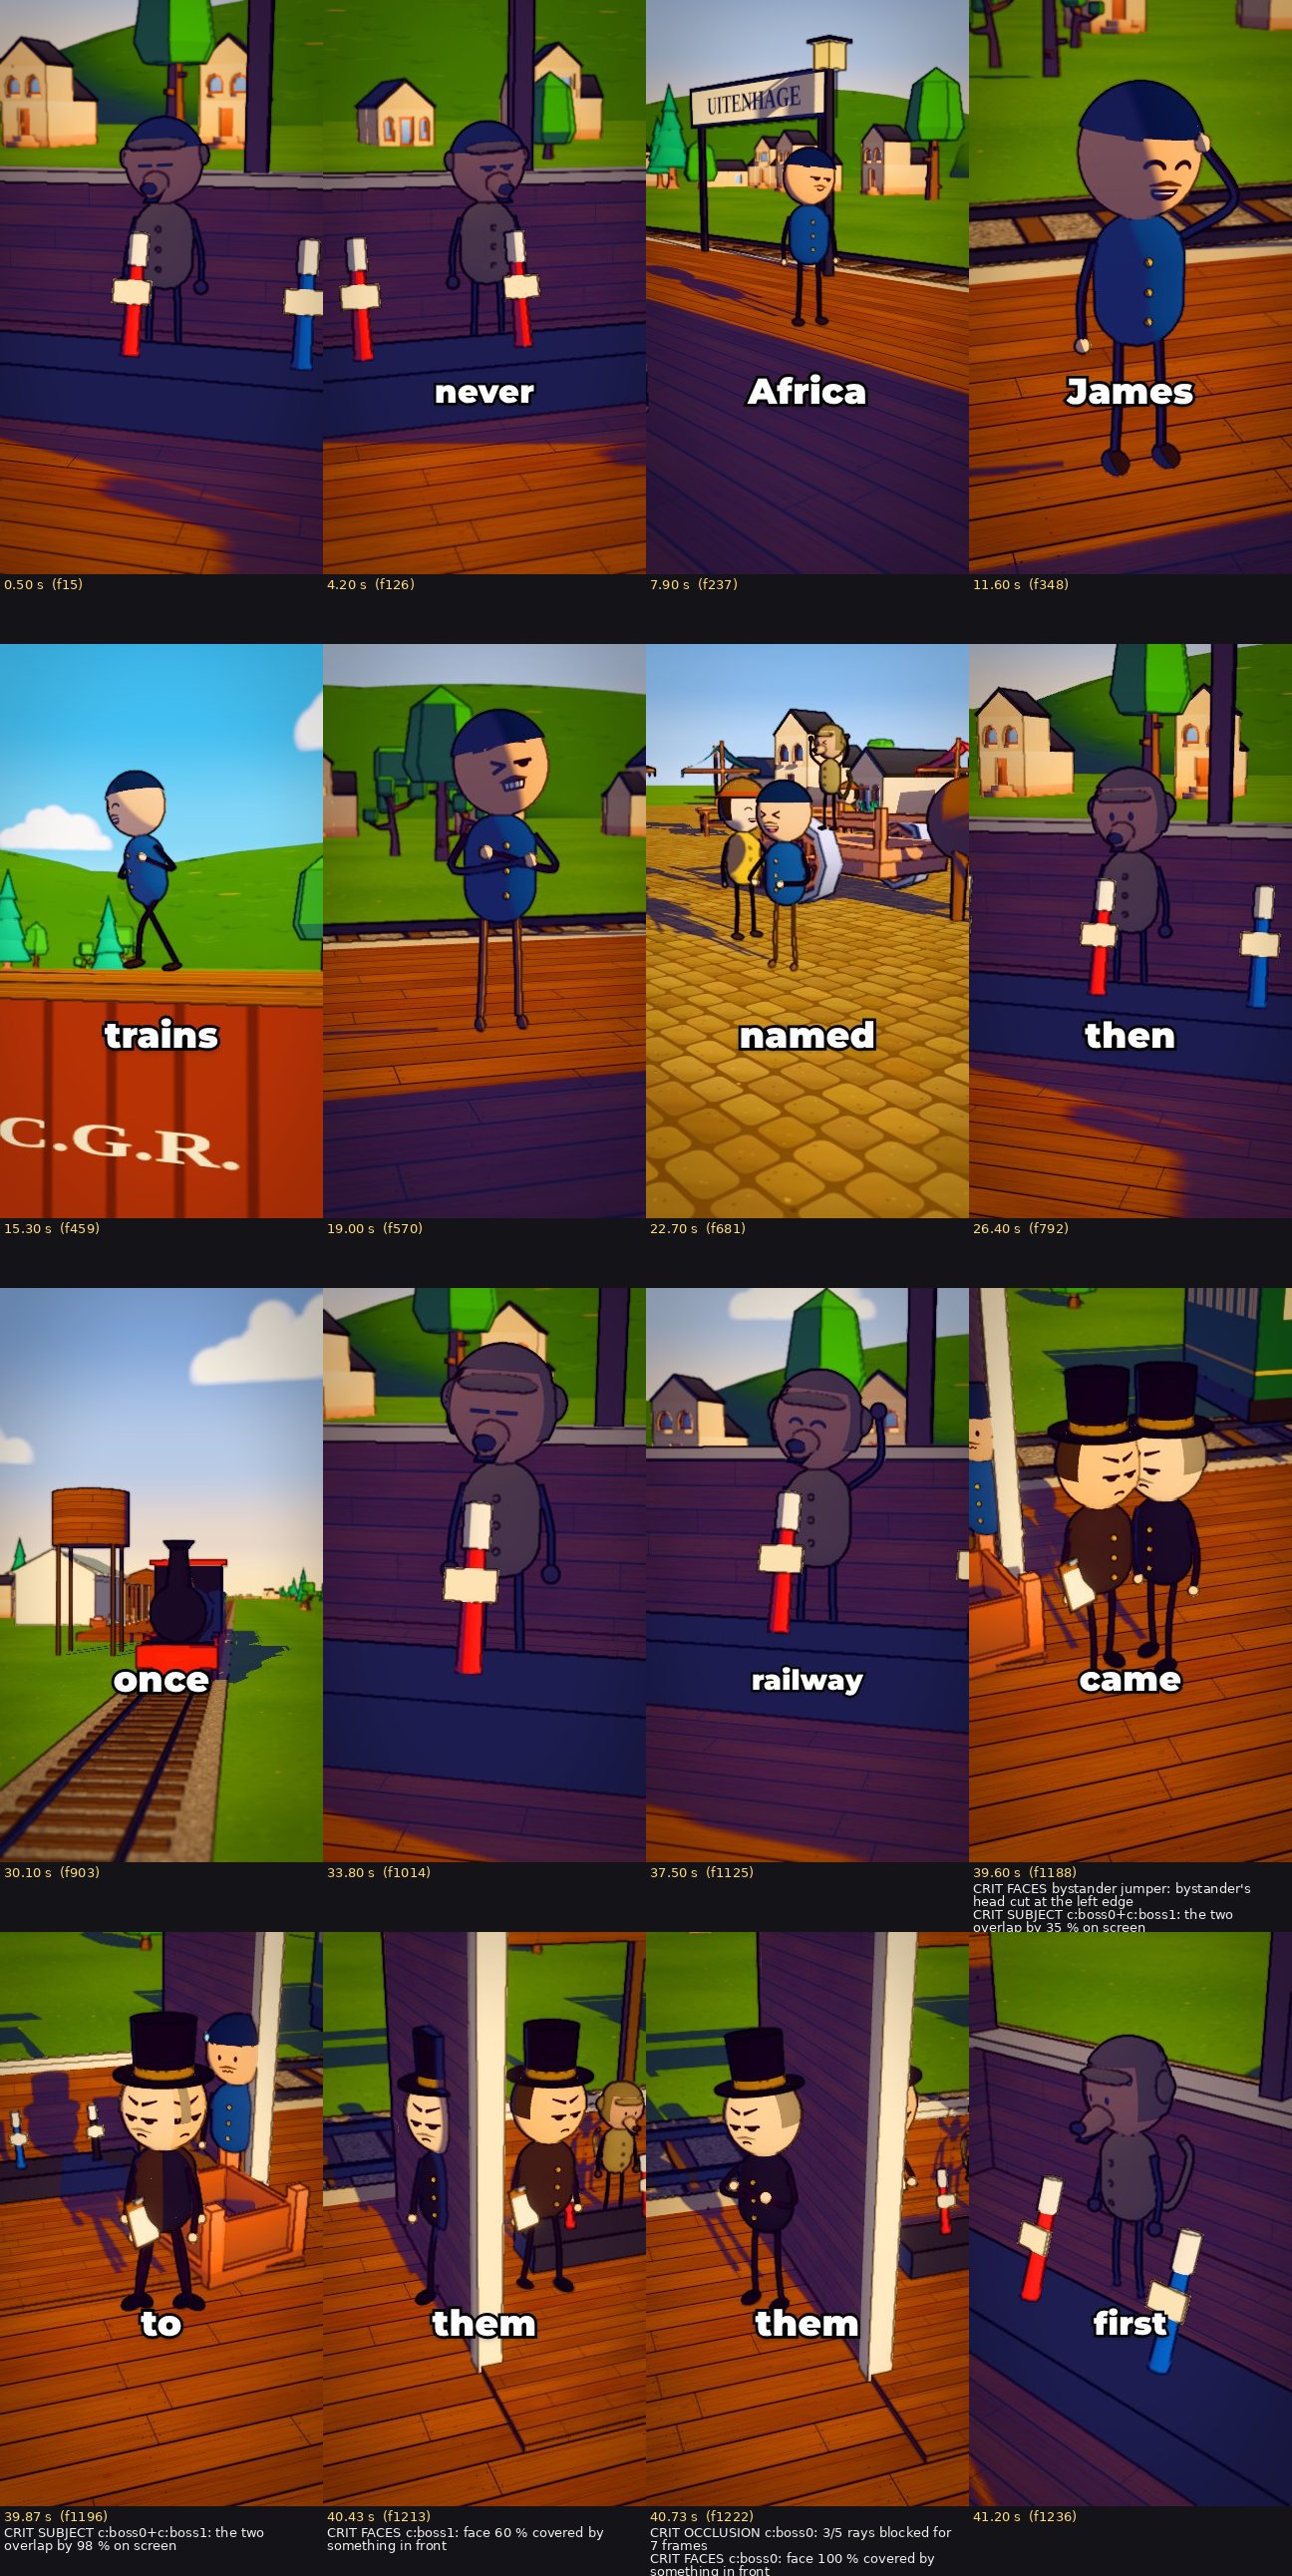 UITENHAGE
never
Africa
James
0.50 s (f15)
4.20 s (f126)
7.90 s (f237)
11.60 s (f348)
trains
named
then
C.G.R.
15.30 s (f459)
19.00 s (f570)
22.70 s (f681)
26.40 s (f792)
once
railway
came
30.10 s (f903)
33.80 s (f1014)
37.50 s (f1125)
39.60 s (f1188)
CRIT FACES bystander jumper: bystander's
head cut at the left edge
CRIT SUBJECT c:boss0+c:boss1: the two
overlap by 35 % on screen
to
them
them
first
39.87 s (f1196)
CRIT SUBJECT c:boss0+c:boss1: the two
overlap by 98 % on screen
40.43 s (f1213)
CRIT FACES c:boss1: face 60 % covered by
something in front
40.73 s (f1222)
CRIT OCCLUSION c:boss0: 3/5 rays blocked for
7 frames
CRIT FACES c:boss0: face 100 % covered by
something in front
41.20 s (f1236)